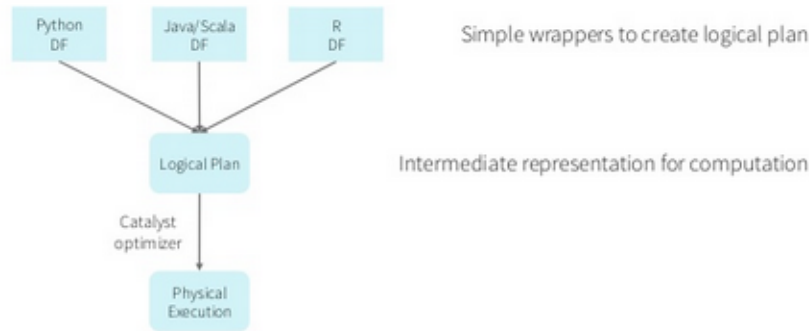 Python
DF
Java/Scala
DF
R
DF
Simple wrappers to create logical plan
Logical Plan
Intermediate representation for computation
Catalyst
optimizer
Physical
Execution